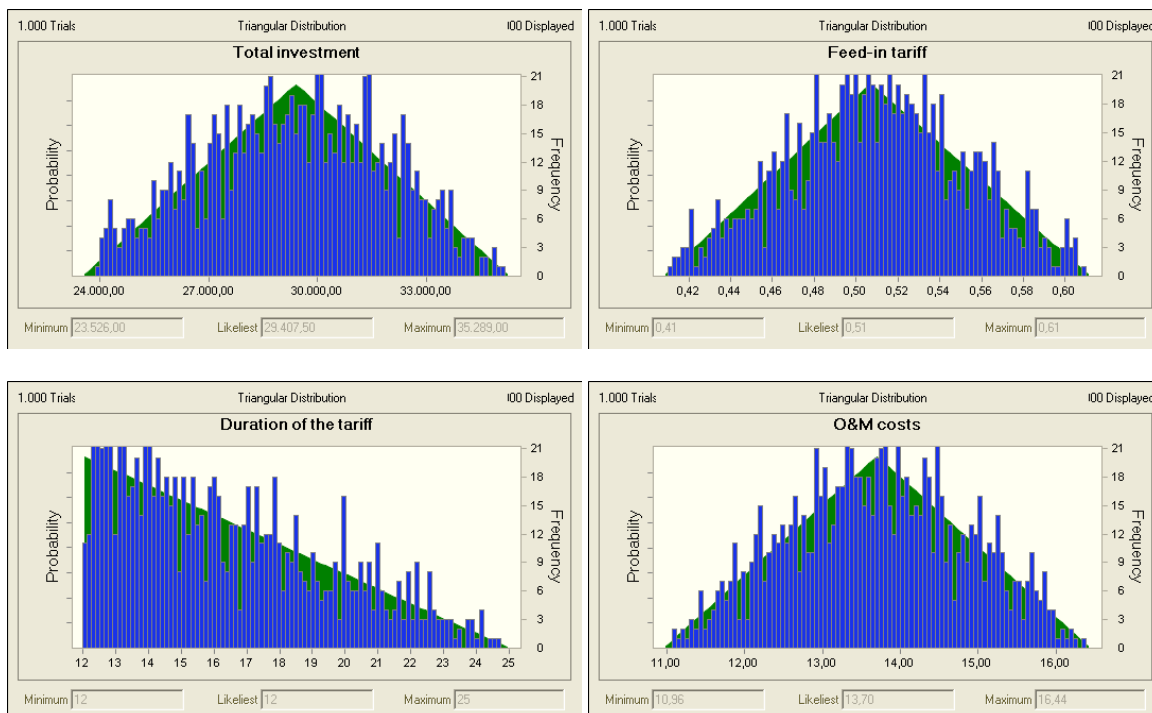 1.000 Trials Triangular Distribution 00 Displayed
Total investment
Probability
Frequency
21
18
15
12
9
6
3
0
24.000,00 27.000,00 30.000,00 33.000,00
Minimum 23.526,00 Likeliest 29.407,50 Maximum 35.289,00
1.000 Trials Triangular Distribution 00 Displayed
Feed-in tariff
Probability
Frequency
21
18
15
12
9
6
3
0
0,42 0,44 0,46 0,48 0,50 0,52 0,54 0,56 0,58 0,60
Minimum 0,41 Likeliest 0,51 Maximum 0,61
1.000 Trials Triangular Distribution 00 Displayed
Duration of the tariff
Probability
Frequency
21
18
15
12
9
6
3
0
12 13 14 15 16 17 18 19 20 21 22 23 24 25
Minimum 12 Likeliest 12 Maximum 25
1.000 Trials Triangular Distribution 00 Displayed
O&M costs
Probability
Frequency
21
18
15
12
9
6
3
0
11,00 12,00 13,00 14,00 15,00 16,00
Minimum 10,96 Likeliest 13,70 Maximum 16,44